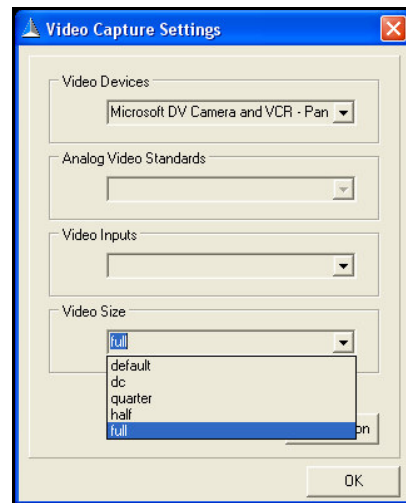 Video Capture Settings
Video Devices
Microsoft DV Camera and VCR - Pan
Analog Video Standards
Video Inputs
Video Size
full
default
dc
quarter
half
full
OK